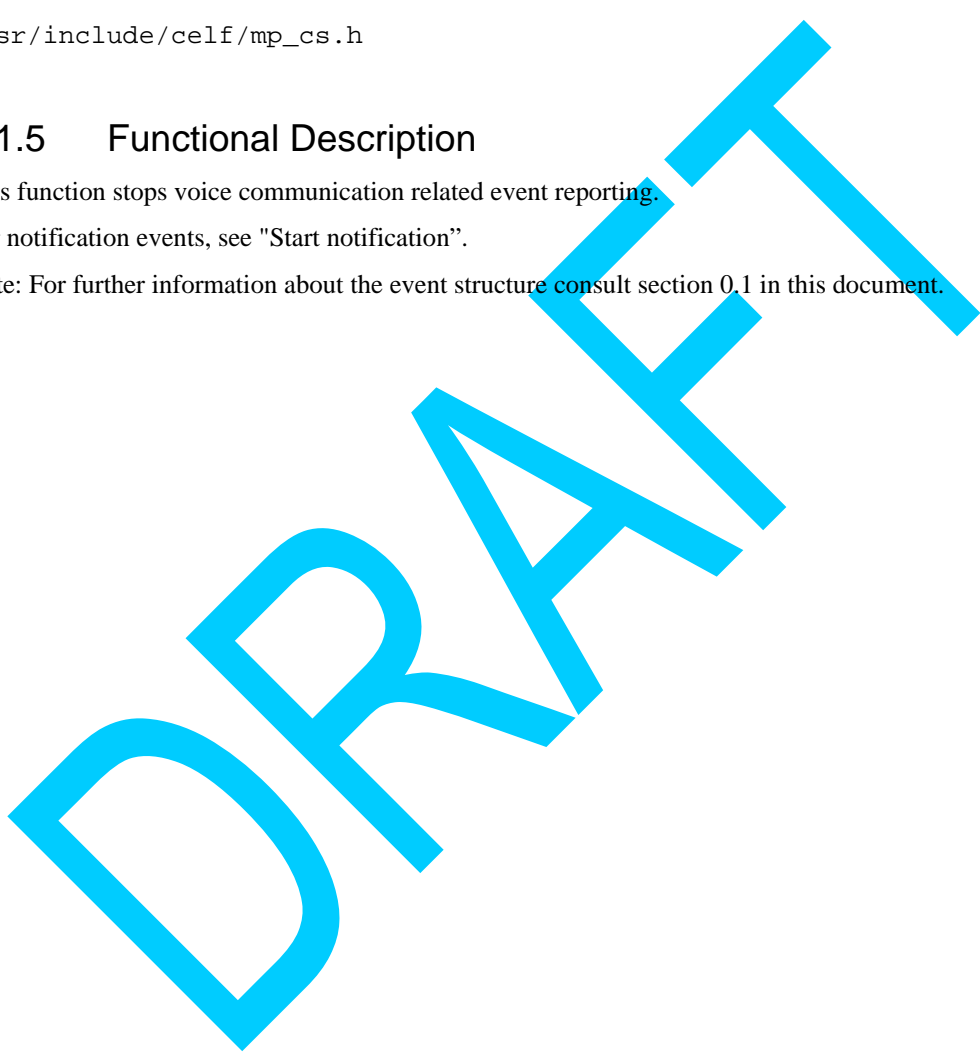 sr/include/celf/mp_cs.h
1.5 Functional Description
s function stops voice communication related event reporting.
notification events, see "Start notification”.
te: For further information about the event structure consult section 0.1 in this document.
DRAFT